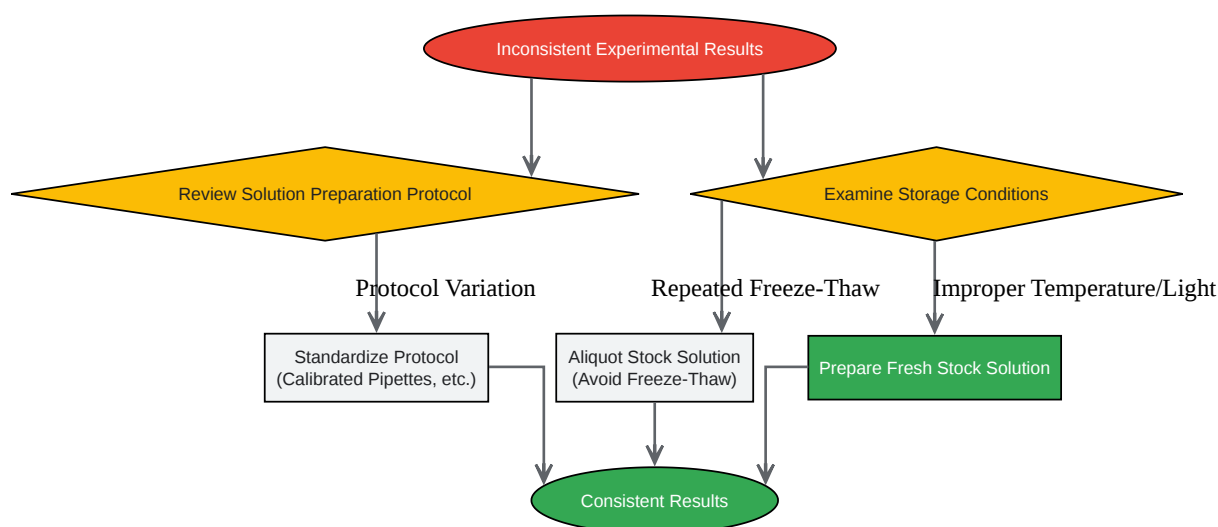 Inconsistent Experimental Results
Review Solution Preparation Protocol
Examine Storage Conditions
Protocol Variation
Repeated Freeze-Thaw
Improper Temperature/Light
Standardize Protocol
(Calibrated Pipettes, etc.)
Aliquot Stock Solution
(Avoid Freeze-Thaw)
Prepare Fresh Stock Solution
Consistent Results